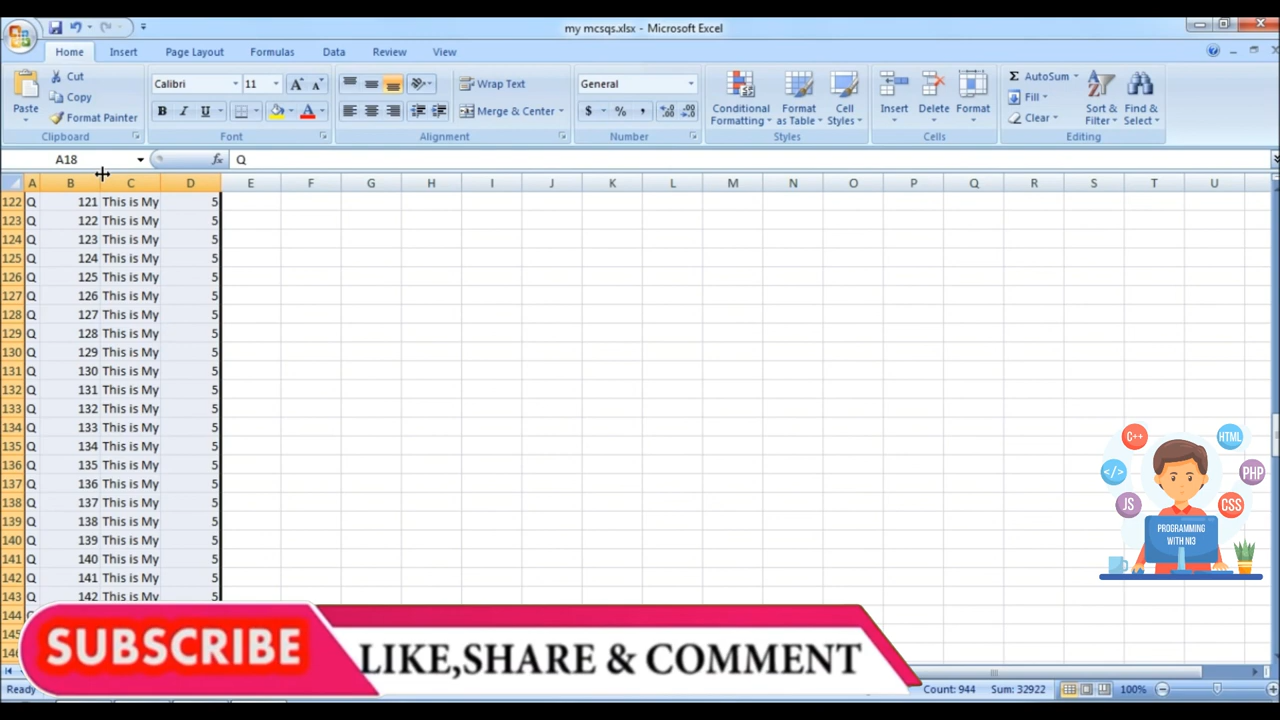 my mcsqs.xlsx - Microsoft Excel
Home Insert Page Layout Formulas Data Review View
Paste
Cut
Copy
Format Painter
Clipboard
Calibri 11
B I U
Font
Wrap Text
Merge & Center
Alignment
General
$ % ,
Number
Conditional Formatting
Format as Table
Cell Styles
Styles
Insert Delete Format
Cells
Σ AutoSum
Fill
Clear
Sort & Filter
Find & Select
Editing
A18 fx Q
A B C D E F G H I J K L M N O P Q R S T U
122 Q 121 This is My 5
123 Q 122 This is My 5
124 Q 123 This is My 5
125 Q 124 This is My 5
126 Q 125 This is My 5
127 Q 126 This is My 5
128 Q 127 This is My 5
129 Q 128 This is My 5
130 Q 129 This is My 5
131 Q 130 This is My 5
132 Q 131 This is My 5
133 Q 132 This is My 5
134 Q 133 This is My 5
135 Q 134 This is My 5
136 Q 135 This is My 5
137 Q 136 This is My 5
138 Q 137 This is My 5
139 Q 138 This is My 5
140 Q 139 This is My 5
141 Q 140 This is My 5
142 Q 141 This is My 5
143 Q 142 This is My 5
144
145
146
C++ HTML
</> PHP
JS CSS
PROGRAMMING
WITH NI3
SUBSCRIBE
LIKE,SHARE & COMMENT
Ready Count: 944 Sum: 32922 100%